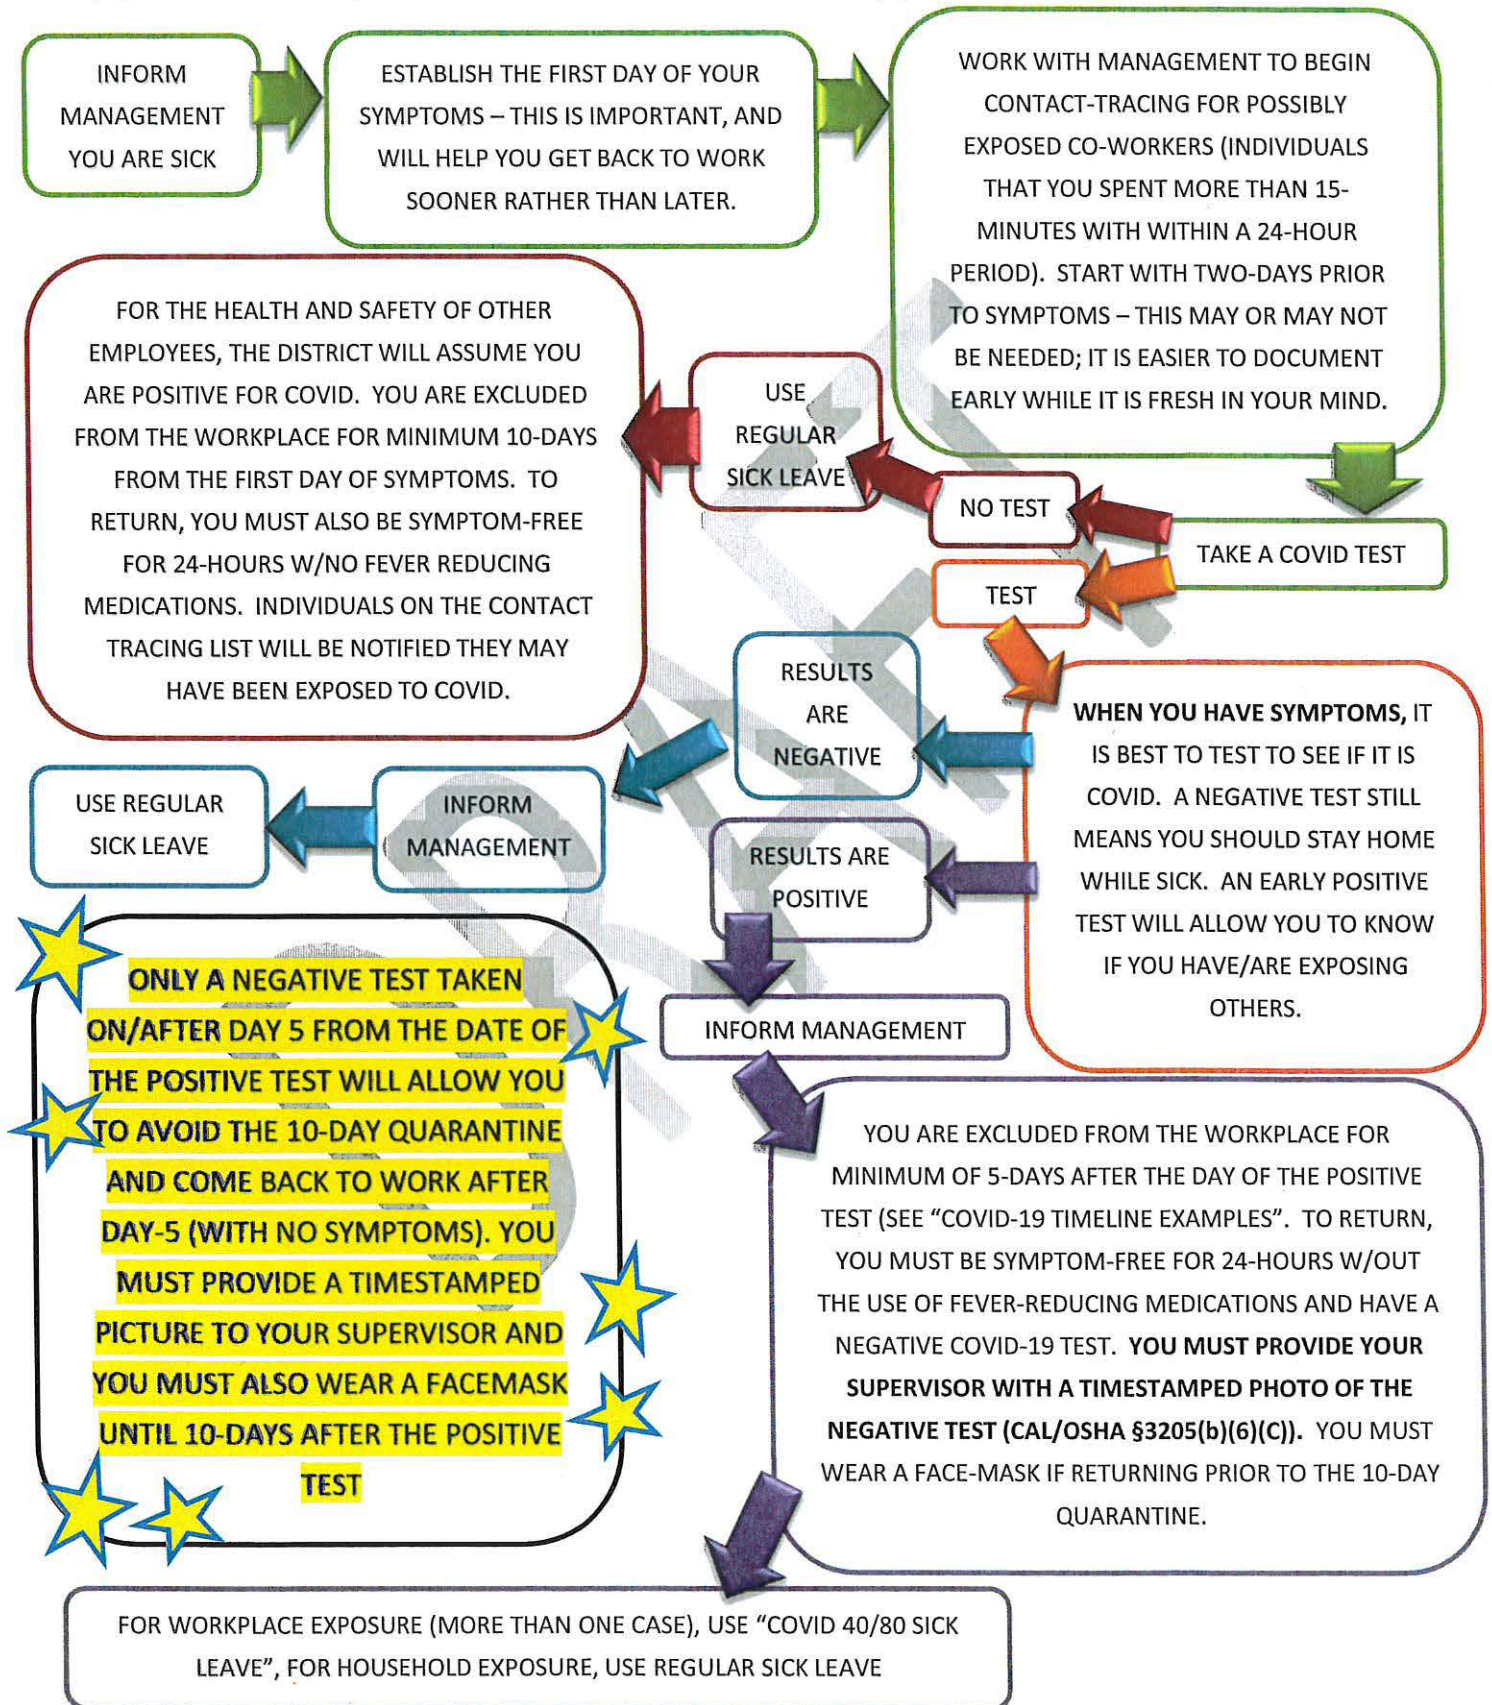 INFORM
MANAGEMENT
YOU ARE SICK
ESTABLISH THE FIRST DAY OF YOUR
SYMPTOMS – THIS IS IMPORTANT, AND
WILL HELP YOU GET BACK TO WORK
SOONER RATHER THAN LATER.
WORK WITH MANAGEMENT TO BEGIN
CONTACT-TRACING FOR POSSIBLY
EXPOSED CO-WORKERS (INDIVIDUALS
THAT YOU SPENT MORE THAN 15-
MINUTES WITH WITHIN A 24-HOUR
PERIOD).  START WITH TWO-DAYS PRIOR
TO SYMPTOMS – THIS MAY OR MAY NOT
BE NEEDED; IT IS EASIER TO DOCUMENT
EARLY WHILE IT IS FRESH IN YOUR MIND.
TAKE A COVID TEST
NO TEST
USE
REGULAR
SICK LEAVE
FOR THE HEALTH AND SAFETY OF OTHER
EMPLOYEES, THE DISTRICT WILL ASSUME YOU
ARE POSITIVE FOR COVID.  YOU ARE EXCLUDED
FROM THE WORKPLACE FOR MINIMUM 10-DAYS
FROM THE FIRST DAY OF SYMPTOMS.  TO
RETURN, YOU MUST ALSO BE SYMPTOM-FREE
FOR 24-HOURS W/NO FEVER REDUCING
MEDICATIONS.  INDIVIDUALS ON THE CONTACT
TRACING LIST WILL BE NOTIFIED THEY MAY
HAVE BEEN EXPOSED TO COVID.
TEST
WHEN YOU HAVE SYMPTOMS, IT
IS BEST TO TEST TO SEE IF IT IS
COVID.  A NEGATIVE TEST STILL
MEANS YOU SHOULD STAY HOME
WHILE SICK.  AN EARLY POSITIVE
TEST WILL ALLOW YOU TO KNOW
IF YOU HAVE/ARE EXPOSING
OTHERS.
RESULTS
ARE
NEGATIVE
INFORM
MANAGEMENT
USE REGULAR
SICK LEAVE
RESULTS ARE
POSITIVE
INFORM MANAGEMENT
YOU ARE EXCLUDED FROM THE WORKPLACE FOR
MINIMUM OF 5-DAYS AFTER THE DAY OF THE POSITIVE
TEST (SEE "COVID-19 TIMELINE EXAMPLES".  TO RETURN,
YOU MUST BE SYMPTOM-FREE FOR 24-HOURS W/OUT
THE USE OF FEVER-REDUCING MEDICATIONS AND HAVE A
NEGATIVE COVID-19 TEST.  YOU MUST PROVIDE YOUR
SUPERVISOR WITH A TIMESTAMPED PHOTO OF THE
NEGATIVE TEST (CAL/OSHA §3205(b)(6)(C)).  YOU MUST
WEAR A FACE-MASK IF RETURNING PRIOR TO THE 10-DAY
QUARANTINE.
ONLY A NEGATIVE TEST TAKEN
ON/AFTER DAY 5 FROM THE DATE OF
THE POSITIVE TEST WILL ALLOW YOU
TO AVOID THE 10-DAY QUARANTINE
AND COME BACK TO WORK AFTER
DAY-5 (WITH NO SYMPTOMS). YOU
MUST PROVIDE A TIMESTAMPED
PICTURE TO YOUR SUPERVISOR AND
YOU MUST ALSO WEAR A FACEMASK
UNTIL 10-DAYS AFTER THE POSITIVE
TEST
FOR WORKPLACE EXPOSURE (MORE THAN ONE CASE), USE "COVID 40/80 SICK
LEAVE", FOR HOUSEHOLD EXPOSURE, USE REGULAR SICK LEAVE
DRAFT